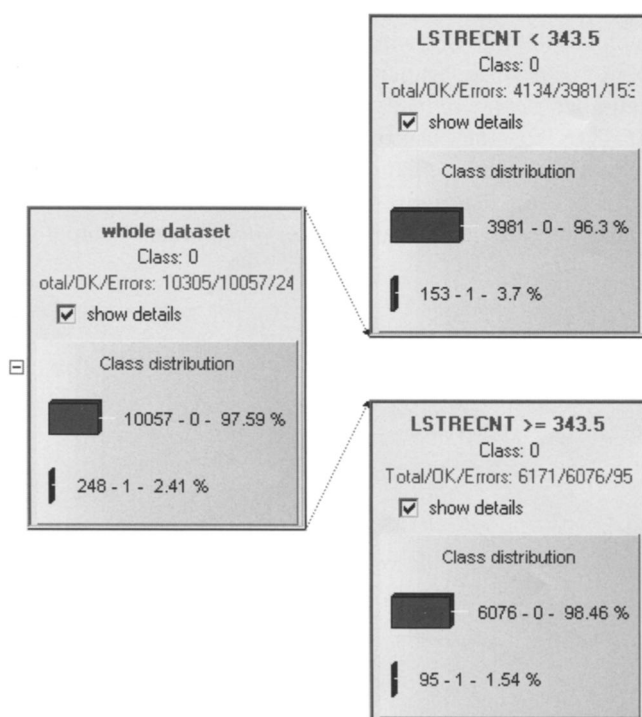 whole dataset
Class: 0
otal/OK/Errors: 10305/10057/24
show details
Class distribution
10057 - 0 - 97.59 %
248 - 1 - 2.41 %
LSTRECNT < 343.5
Class: 0
Total/OK/Errors: 4134/3981/153
show details
Class distribution
3981 - 0 - 96.3 %
153 - 1 - 3.7 %
LSTRECNT >= 343.5
Class: 0
Total/OK/Errors: 6171/6076/95
show details
Class distribution
6076 - 0 - 98.46 %
95 - 1 - 1.54 %